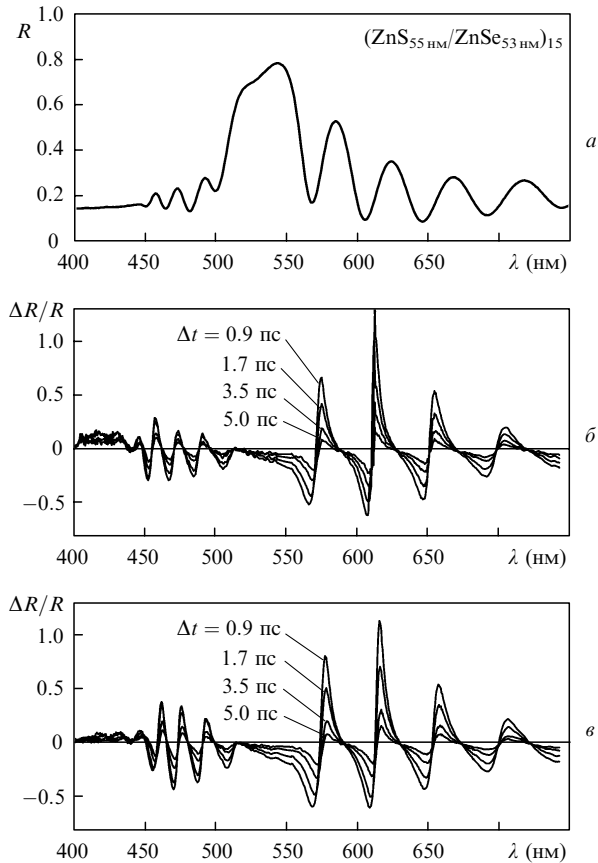 R
1.0
(ZnS₅₅ нм/ZnSe₅₃ нм)₁₅
0.8
0.6
0.4
0.2
0
а
400 450 500 550 600 650 λ (нм)
ΔR/R
1.0
0.5
0
−0.5
Δt = 0.9 пс
1.7 пс
3.5 пс
5.0 пс
б
400 450 500 550 600 650 λ (нм)
ΔR/R
1.0
0.5
0
−0.5
Δt = 0.9 пс
1.7 пс
3.5 пс
5.0 пс
в
400 450 500 550 600 650 λ (нм)